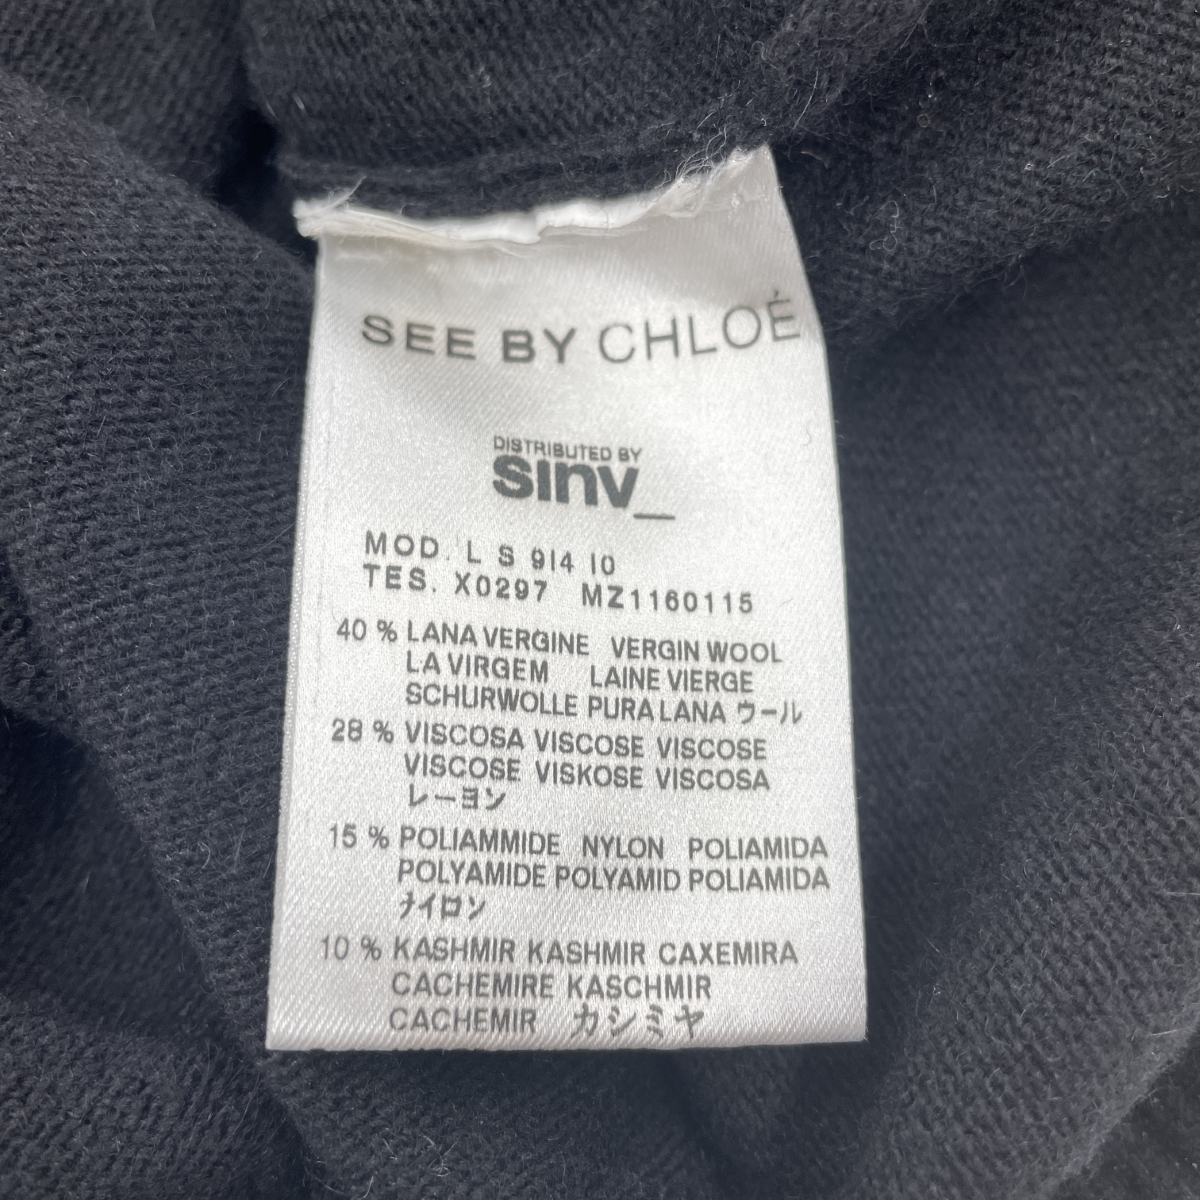 SEE BY CHLOÉ
DISTRIBUTED BY
sinv_
MOD. L S 914 10
TES. X0297 MZ1160115
40 % LANA VERGINE VERGIN WOOL
LA VIRGEM LAINE VIERGE
SCHURWOLLE PURA LANA ウール
28 % VISCOSA VISCOSE VISCOSE
VISCOSE VISKOSE VISCOSA
レーヨン
15 % POLIAMMIDE NYLON POLIAMIDA
POLYAMIDE POLYAMID POLIAMIDA
ナイロン
10 % KASHMIR KASHMIR CAXEMIRA
CACHEMIRE KASCHMIR
CACHEMIR カシミヤ